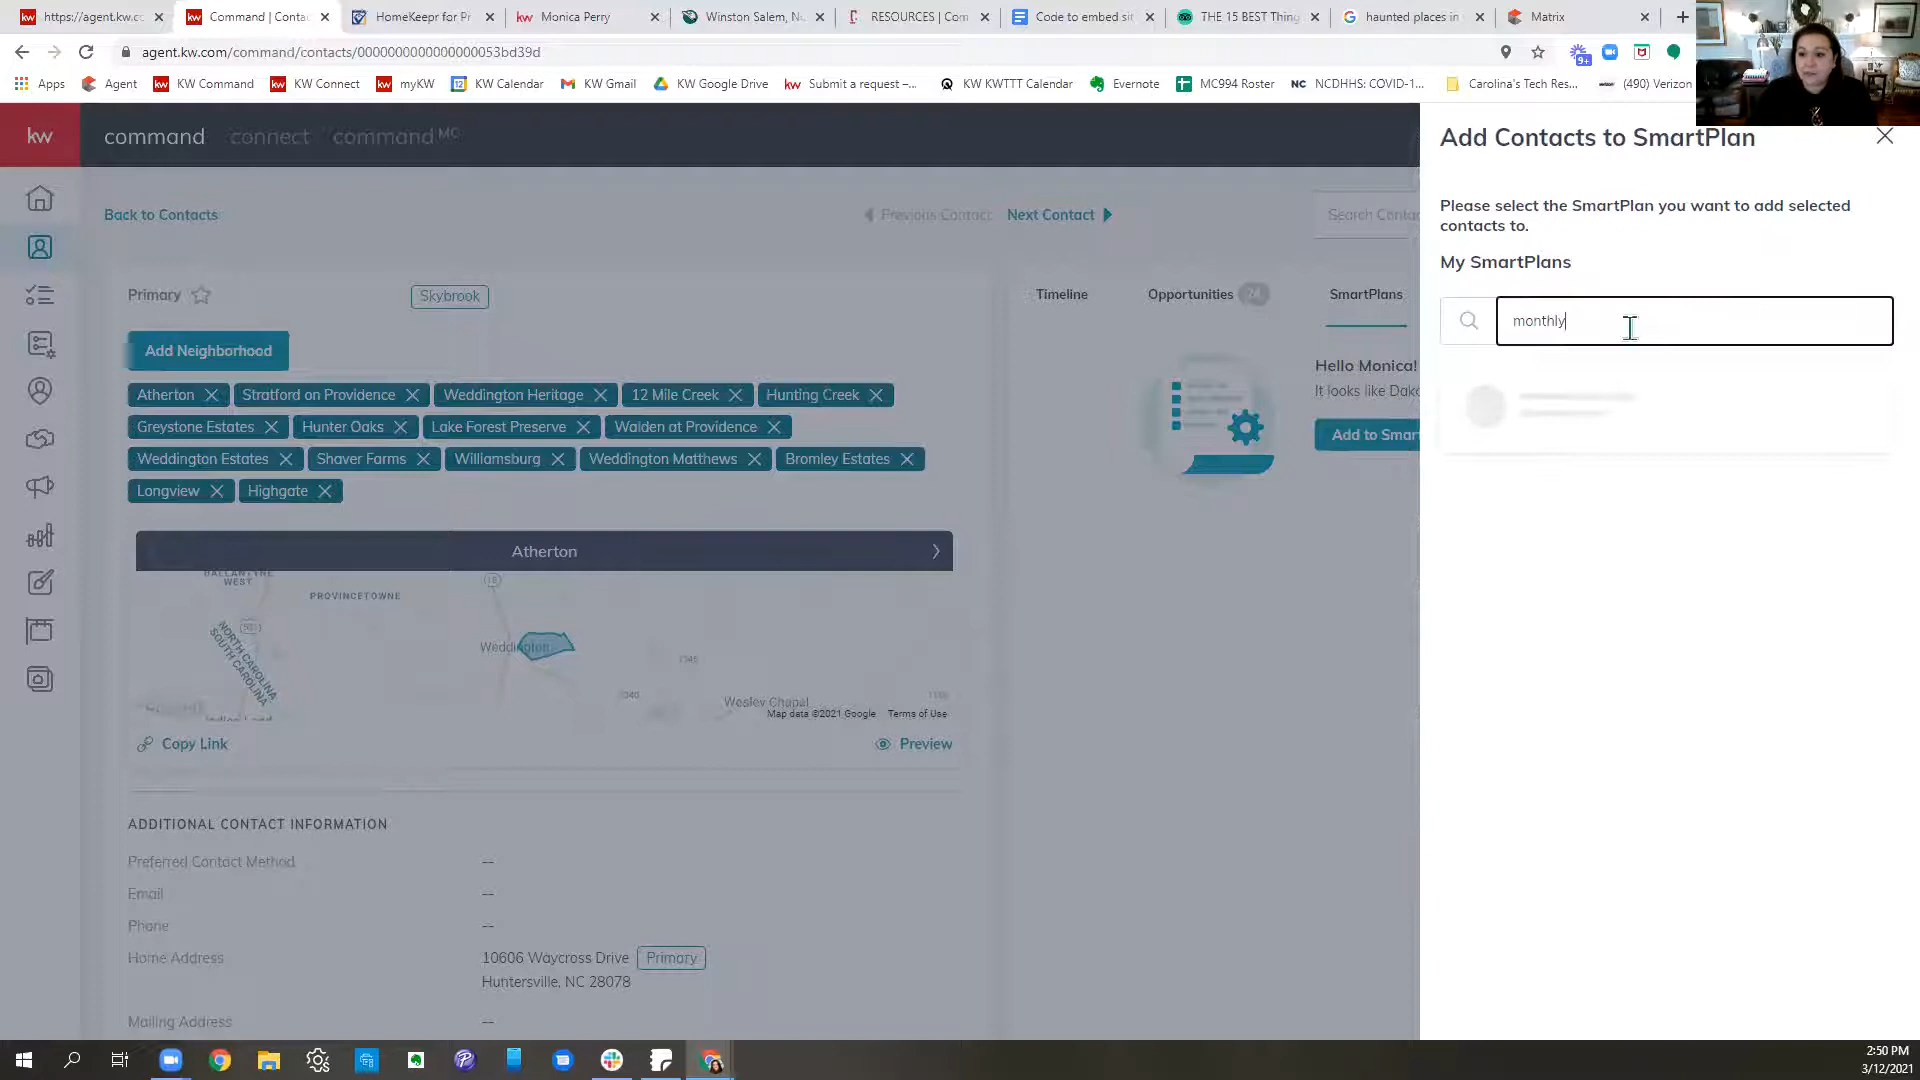 https://agent.kw.c
Command | Conta
HomeKeepr for P
Monica Perry
Winston Salem, N
RESOURCES | Com
Code to embed sit
THE 15 BEST Thing
haunted places in
Matrix
agent.kw.com/command/contacts/0000000000000000053bd39d
9+
Apps
Agent
KW Command
KW Connect
myKW
12
KW Calendar
KW Gmail
KW Google Drive
kw
Submit a request –...
KW KWTTT Calendar
Evernote
MC994 Roster
NC
NCDHHS: COVID-1...
Carolina's Tech Res...
(490) Verizon
kw
command
connect
command MC
Add Contacts to SmartPlan
Back to Contacts
Previous Contact
Next Contact
Search Conta
Please select the SmartPlan you want to add selected
contacts to.
My SmartPlans
monthly
Primary
Skybrook
Timeline
Opportunities
SmartPlans
Add Neighborhood
Hello Monica!
It looks like Dak
Add to Smar
Atherton
Stratford on Providence
Weddington Heritage
12 Mile Creek
Hunting Creek
Greystone Estates
Hunter Oaks
Lake Forest Preserve
Walden at Providence
Weddington Estates
Shaver Farms
Williamsburg
Weddington Matthews
Bromley Estates
Longview
Highgate
Atherton
BALLANTYNE
WEST
PROVINCETOWNE
NORTH CAROLINA
SOUTH CAROLINA
Weddington
Wesley Chapel
Indian Land
Map data ©2021 Google
Terms of Use
Copy Link
Preview
ADDITIONAL CONTACT INFORMATION
Preferred Contact Method
--
Email
--
Phone
--
Home Address
10606 Waycross Drive
Primary
Huntersville, NC 28078
Mailing Address
--
2:50 PM
3/12/2021